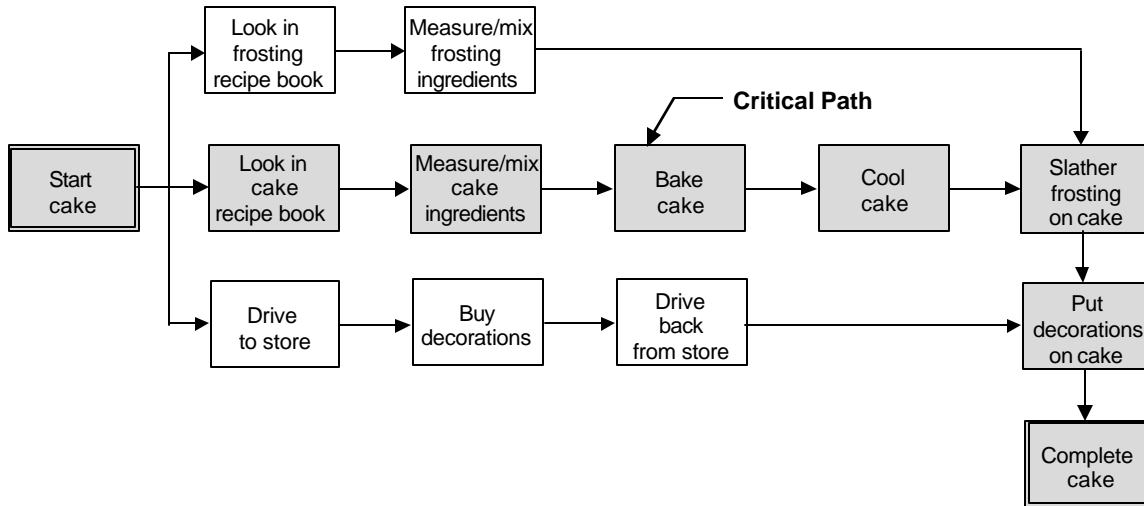 Look in
frosting
recipe book
Measure/mix
frosting
ingredients
Critical Path
Start
cake
Look in
cake
recipe book
Measure/mix
cake
ingredients
Bake
cake
Cool
cake
Slather
frosting
on cake
Drive
to store
Buy
decorations
Drive
back
from store
Put
decorations
on cake
Complete
cake